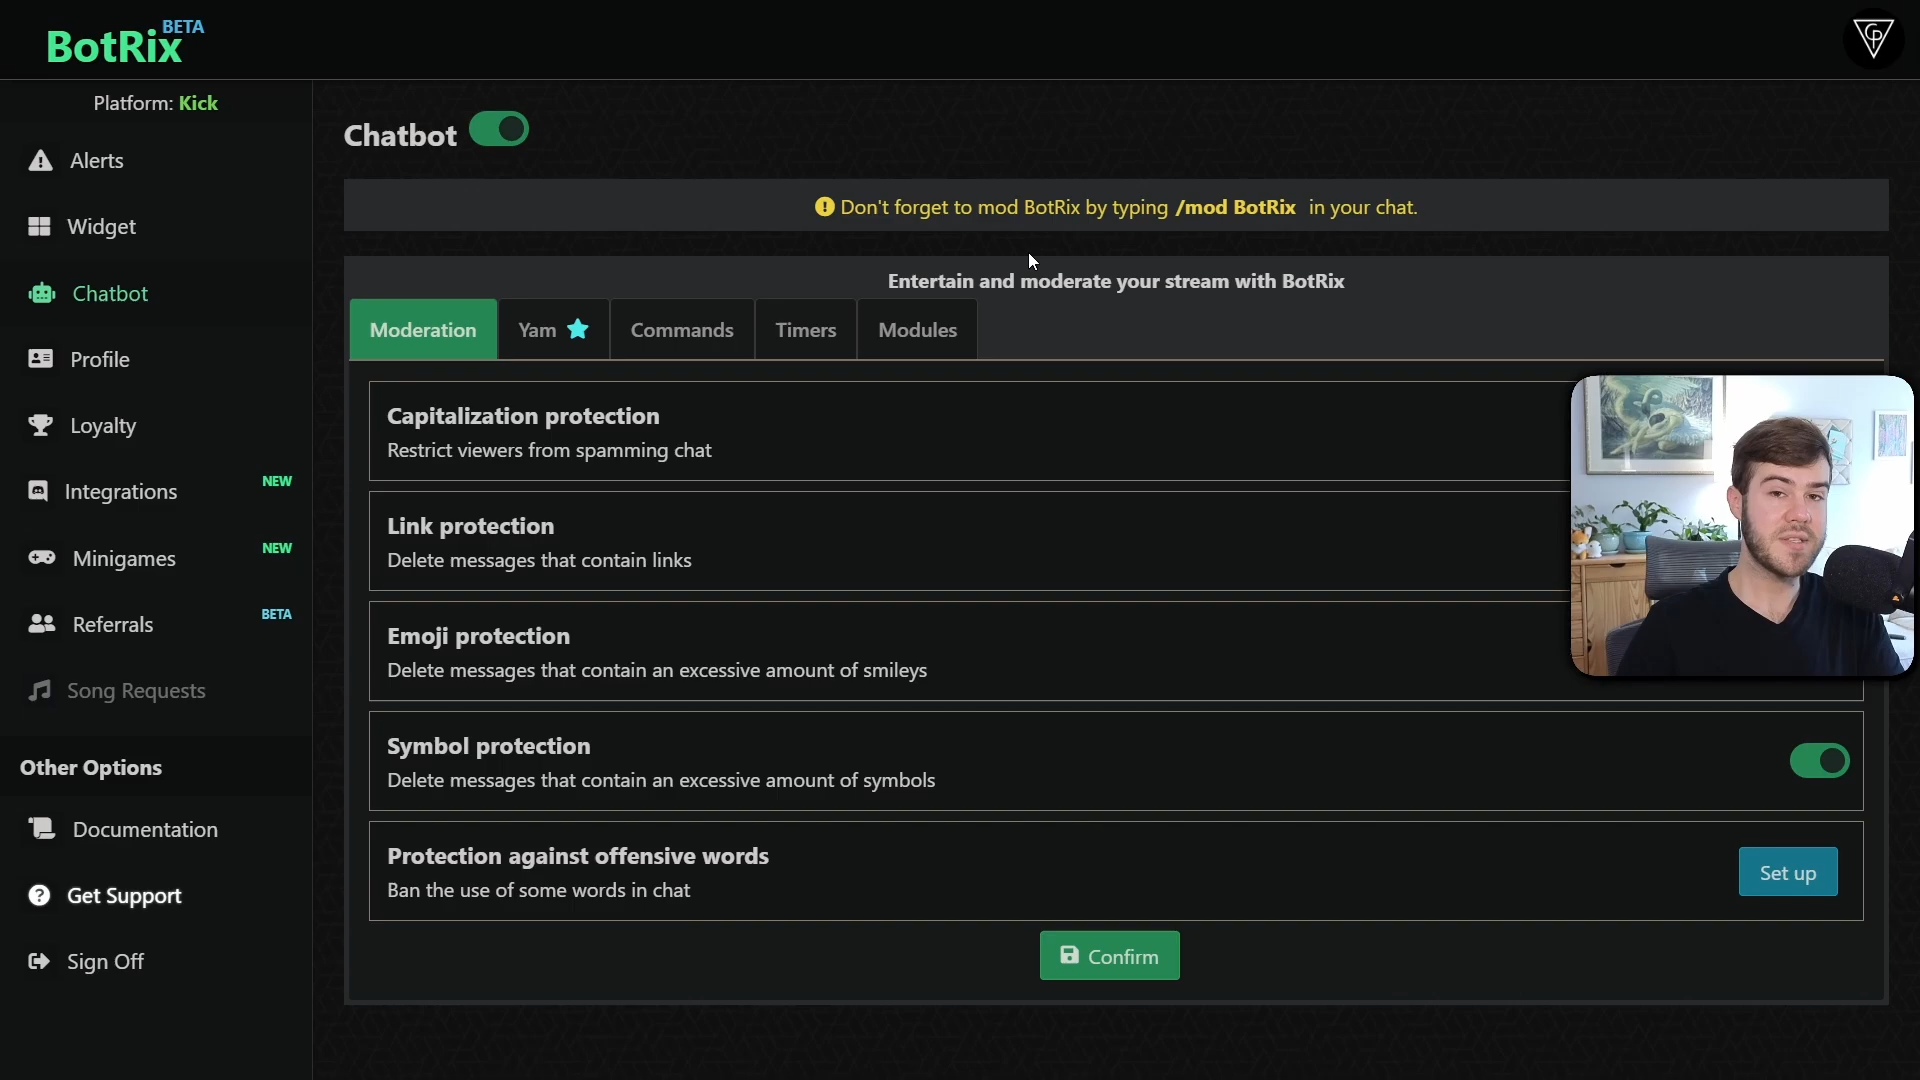 BotRix BETA
Platform: Kick
Alerts
Widget
Chatbot
Profile
Loyalty
Integrations NEW
Minigames NEW
Referrals BETA
Song Requests
Other Options
Documentation
Get Support
Sign Off
Chatbot
Don't forget to mod BotRix by typing /mod BotRix in your chat.
Entertain and moderate your stream with BotRix
Moderation Yam Commands Timers Modules
Capitalization protection
Restrict viewers from spamming chat
Link protection
Delete messages that contain links
Emoji protection
Delete messages that contain an excessive amount of smileys
Symbol protection
Delete messages that contain an excessive amount of symbols
Protection against offensive words
Ban the use of some words in chat
Set up
Confirm